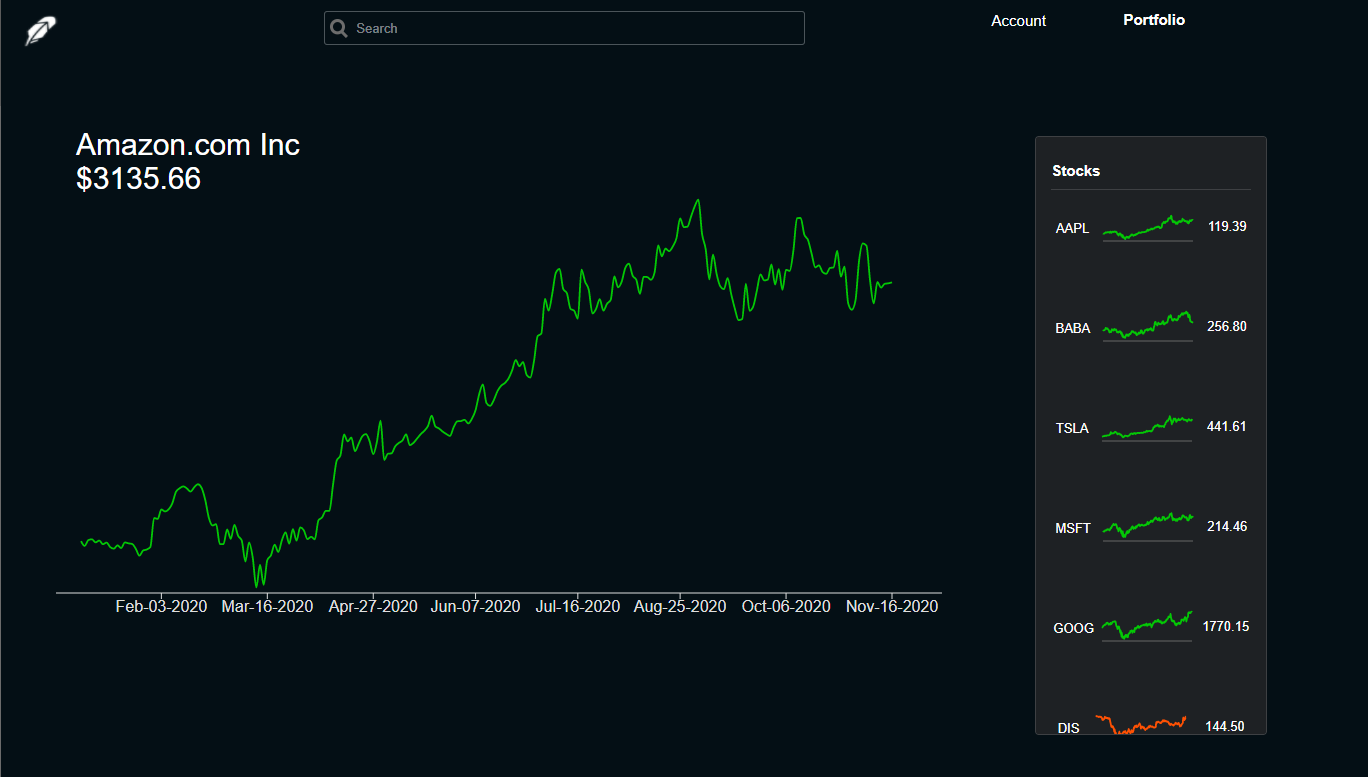 Search
Account
Portfolio
Amazon.com Inc
$3135.66
Feb-03-2020 Mar-16-2020 Apr-27-2020 Jun-07-2020 Jul-16-2020 Aug-25-2020 Oct-06-2020 Nov-16-2020
Stocks
AAPL 119.39
BABA 256.80
TSLA 441.61
MSFT 214.46
GOOG 1770.15
DIS 144.50